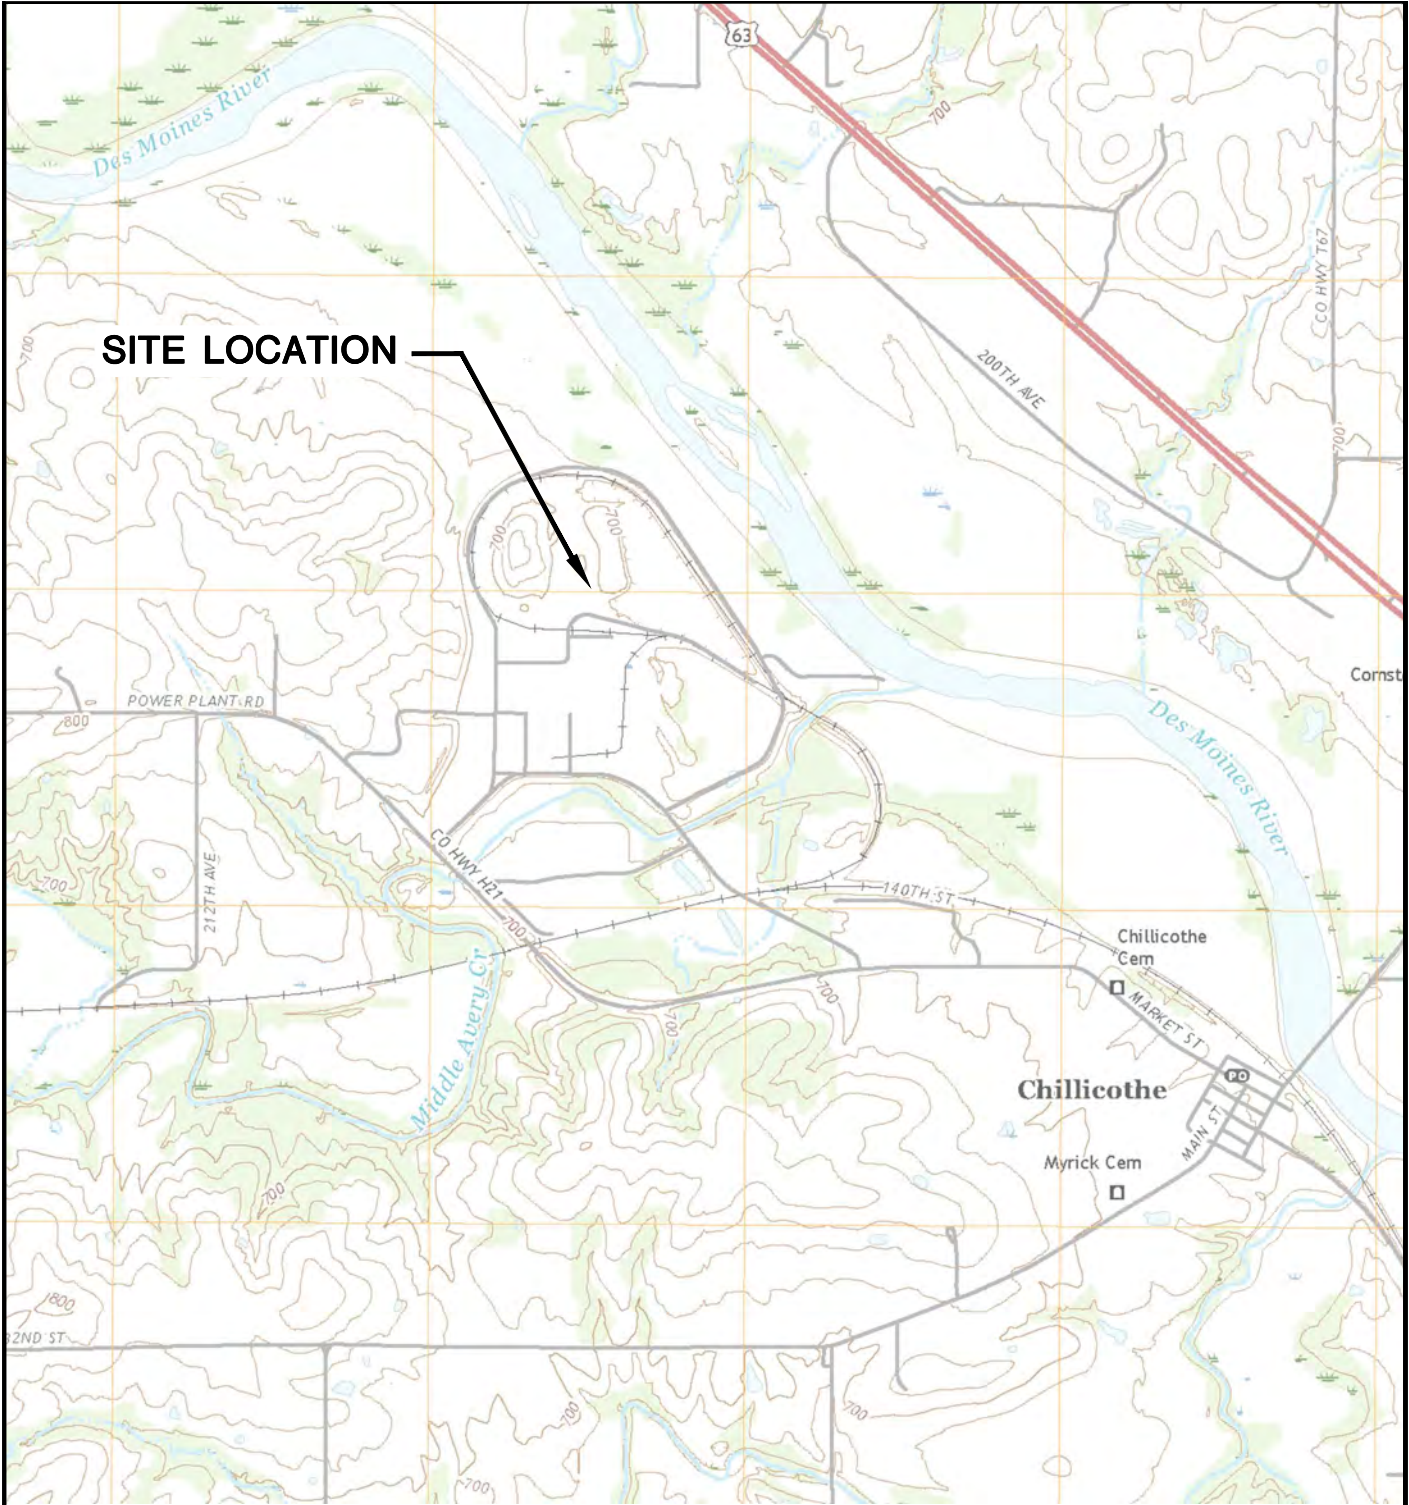 63
Des Moines River
700
CO HWY T67
SITE LOCATION
700
200TH AVE
700
700
700
Cornst
POWER PLANT RD
800
Des Moines River
CO HWY H21
212TH AVE
700
140TH ST
700
Chillicothe
Cem
Middle Avery Cr
700
MARKET ST
700
PO
Chillicothe
MAIN ST
Myrick Cem
700
800
32ND ST
700
700
700